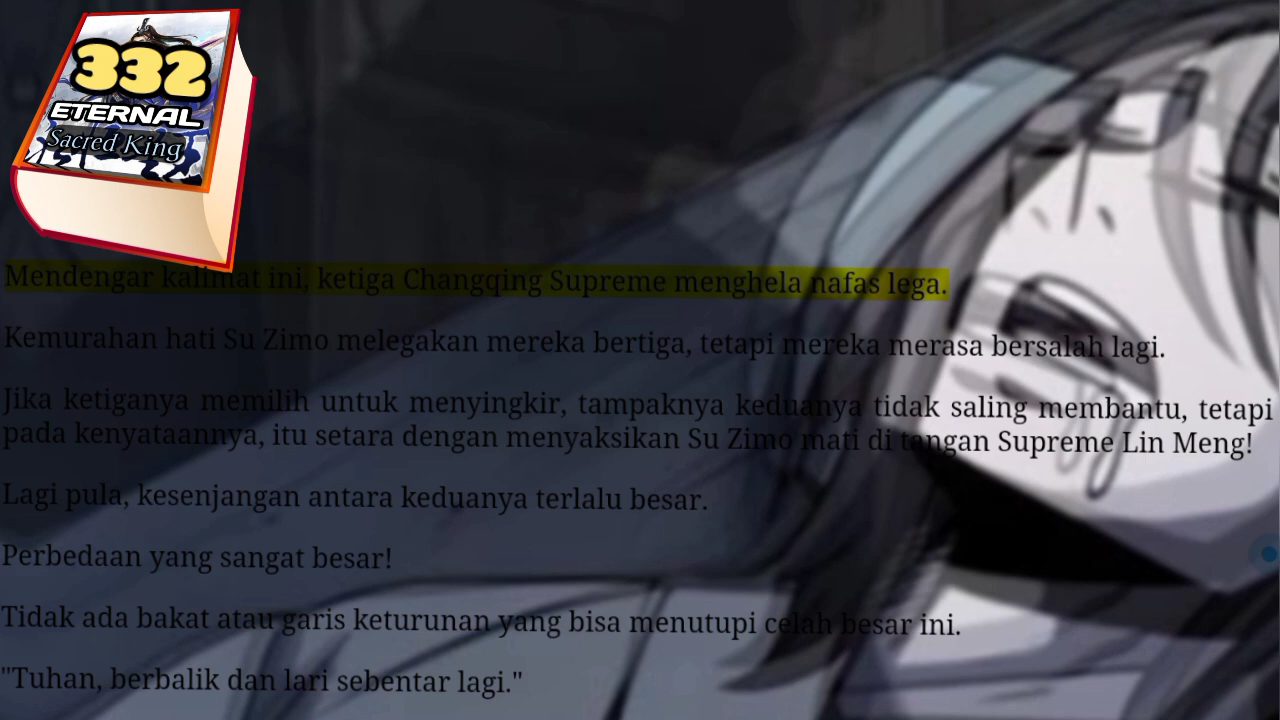 332
ETERNAL
Sacred King
Mendengar kalimat ini, ketiga Changqing Supreme menghela nafas lega.
Kemurahan hati Su Zimo melegakan mereka bertiga, tetapi mereka merasa bersalah lagi.
Jika ketiganya memilih untuk menyingkir, tampaknya keduanya tidak saling membantu, tetapi
pada kenyataannya, itu setara dengan menyaksikan Su Zimo mati di tangan Supreme Lin Meng!
Lagi pula, kesenjangan antara keduanya terlalu besar.
Perbedaan yang sangat besar!
Tidak ada bakat atau garis keturunan yang bisa menutupi celah besar ini.
"Tuhan, berbalik dan lari sebentar lagi."